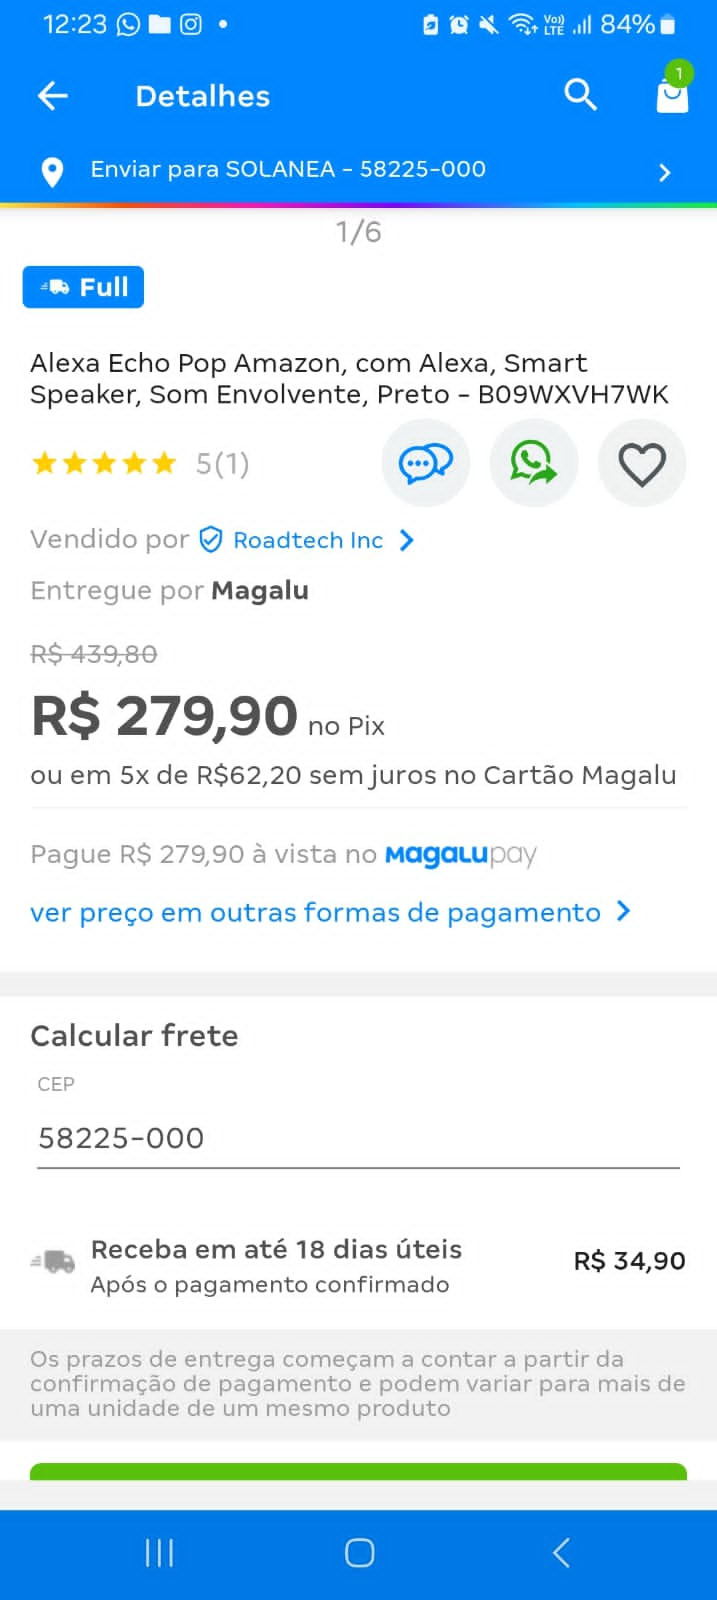 12:23
Vo))
LTE
84%
Detalhes
1
Enviar para SOLANEA - 58225-000
1/6
Full
Alexa Echo Pop Amazon, com Alexa, Smart
Speaker, Som Envolvente, Preto - B09WXVH7WK
5(1)
Vendido por Roadtech Inc
Entregue por Magalu
R$ 439,80
R$ 279,90 no Pix
ou em 5x de R$62,20 sem juros no Cartão Magalu
Pague R$ 279,90 à vista no magalupay
ver preço em outras formas de pagamento
Calcular frete
CEP
58225-000
Receba em até 18 dias úteis
R$ 34,90
Após o pagamento confirmado
Os prazos de entrega começam a contar a partir da
confirmação de pagamento e podem variar para mais de
uma unidade de um mesmo produto